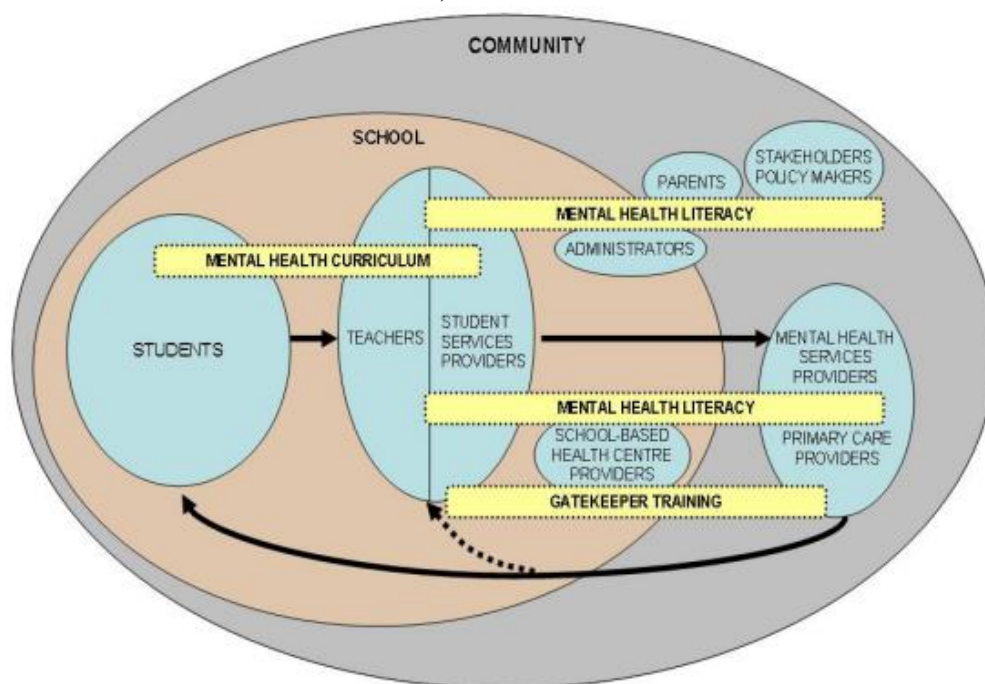 COMMUNITY
SCHOOL
STAKEHOLDERS
POLICY MAKERS
PARENTS
MENTAL HEALTH LITERACY
ADMINISTRATORS
MENTAL HEALTH CURRICULUM
STUDENTS
TEACHERS
STUDENT
SERVICES
PROVIDERS
MENTAL HEALTH
SERVICES
PROVIDERS
MENTAL HEALTH LITERACY
SCHOOL-BASED
HEALTH CENTRE
PROVIDERS
PRIMARY CARE
PROVIDERS
GATEKEEPER TRAINING